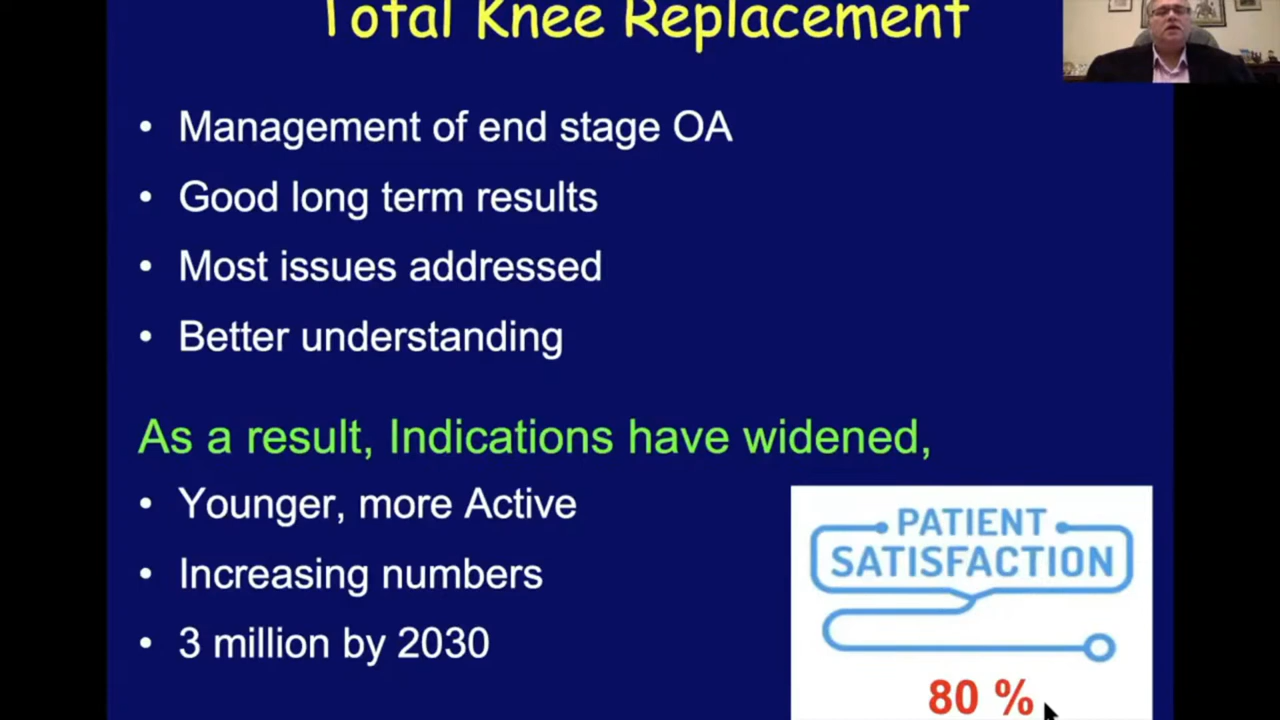 Total Knee Replacement
• Management of end stage OA
• Good long term results
• Most issues addressed
• Better understanding
As a result, Indications have widened,
• Younger, more Active
• Increasing numbers
• 3 million by 2030
PATIENT
SATISFACTION
80 %